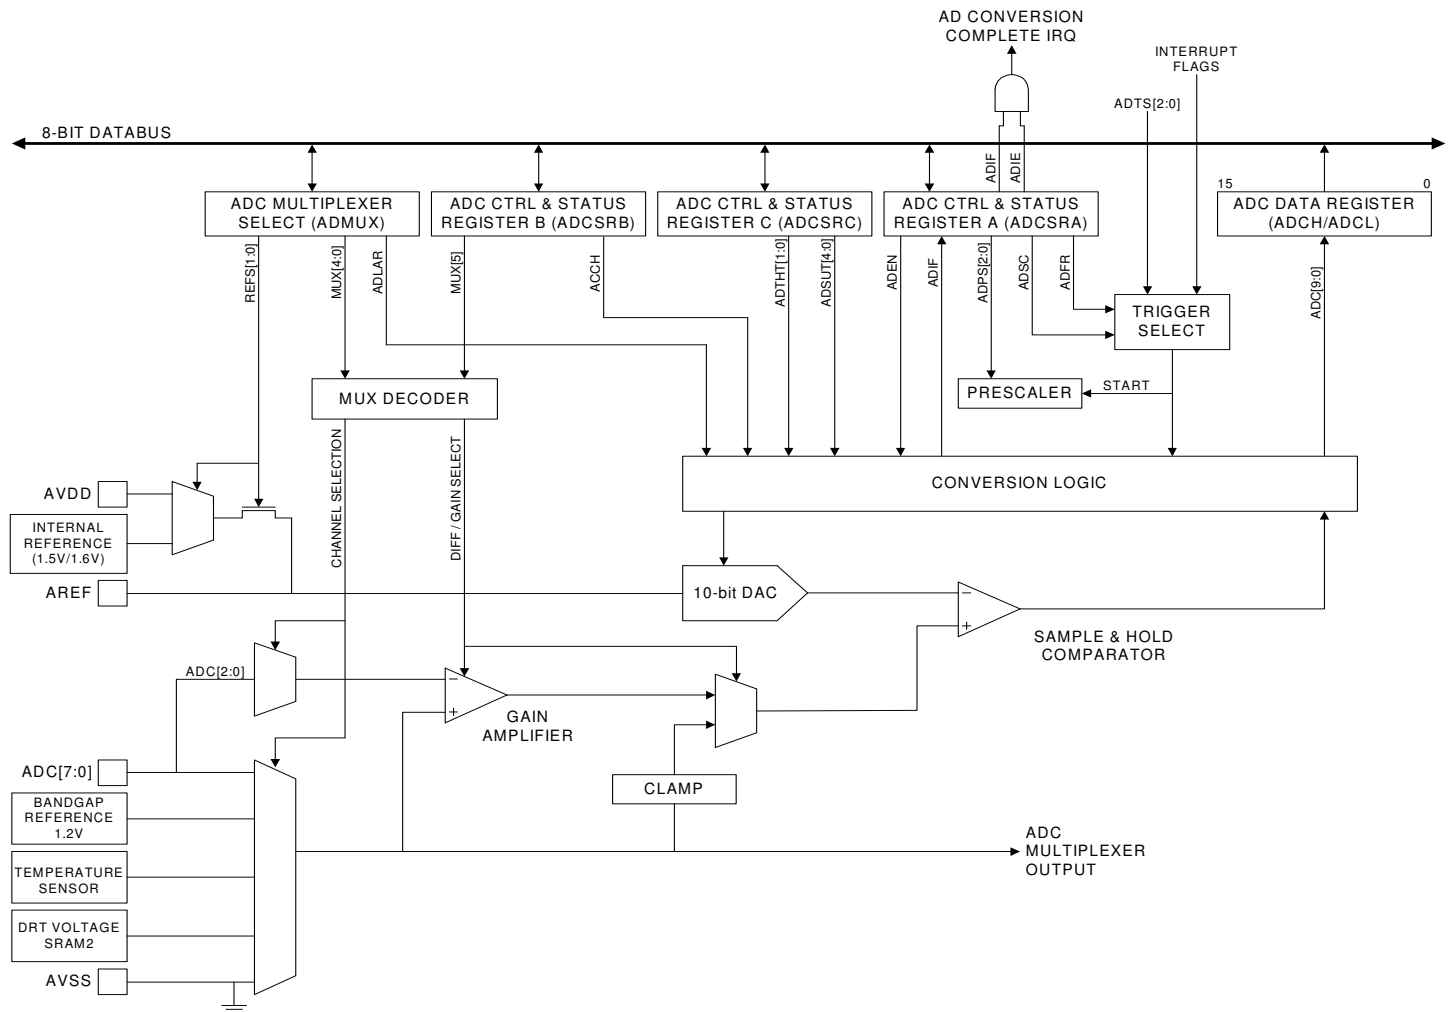 AD CONVERSION
COMPLETE IRQ
INTERRUPT
FLAGS
ADTS[2:0]
8-BIT DATABUS
ADIF
ADIE
15
0
ADC MULTIPLEXER
SELECT (ADMUX)
ADC CTRL & STATUS
REGISTER B (ADCSRB)
ADC CTRL & STATUS
REGISTER C (ADCSRC)
ADC CTRL & STATUS
REGISTER A (ADCSRA)
ADC DATA REGISTER
(ADCH/ADCL)
REFS[1:0]
MUX[4:0]
ADLAR
MUX[5]
ACCH
ADTHT[1:0]
ADSUT[4:0]
ADEN
ADIF
ADPS[2:0]
ADSC
ADFR
ADC[9:0]
TRIGGER
SELECT
MUX DECODER
PRESCALER
START
CHANNEL SELECTION
DIFF / GAIN SELECT
CONVERSION LOGIC
AVDD
INTERNAL
REFERENCE
(1.5V/1.6V)
AREF
10-bit DAC
−
+
SAMPLE & HOLD
COMPARATOR
ADC[2:0]
−
+
GAIN
AMPLIFIER
ADC[7:0]
CLAMP
BANDGAP
REFERENCE
1.2V
ADC
MULTIPLEXER
OUTPUT
TEMPERATURE
SENSOR
DRT VOLTAGE
SRAM2
AVSS